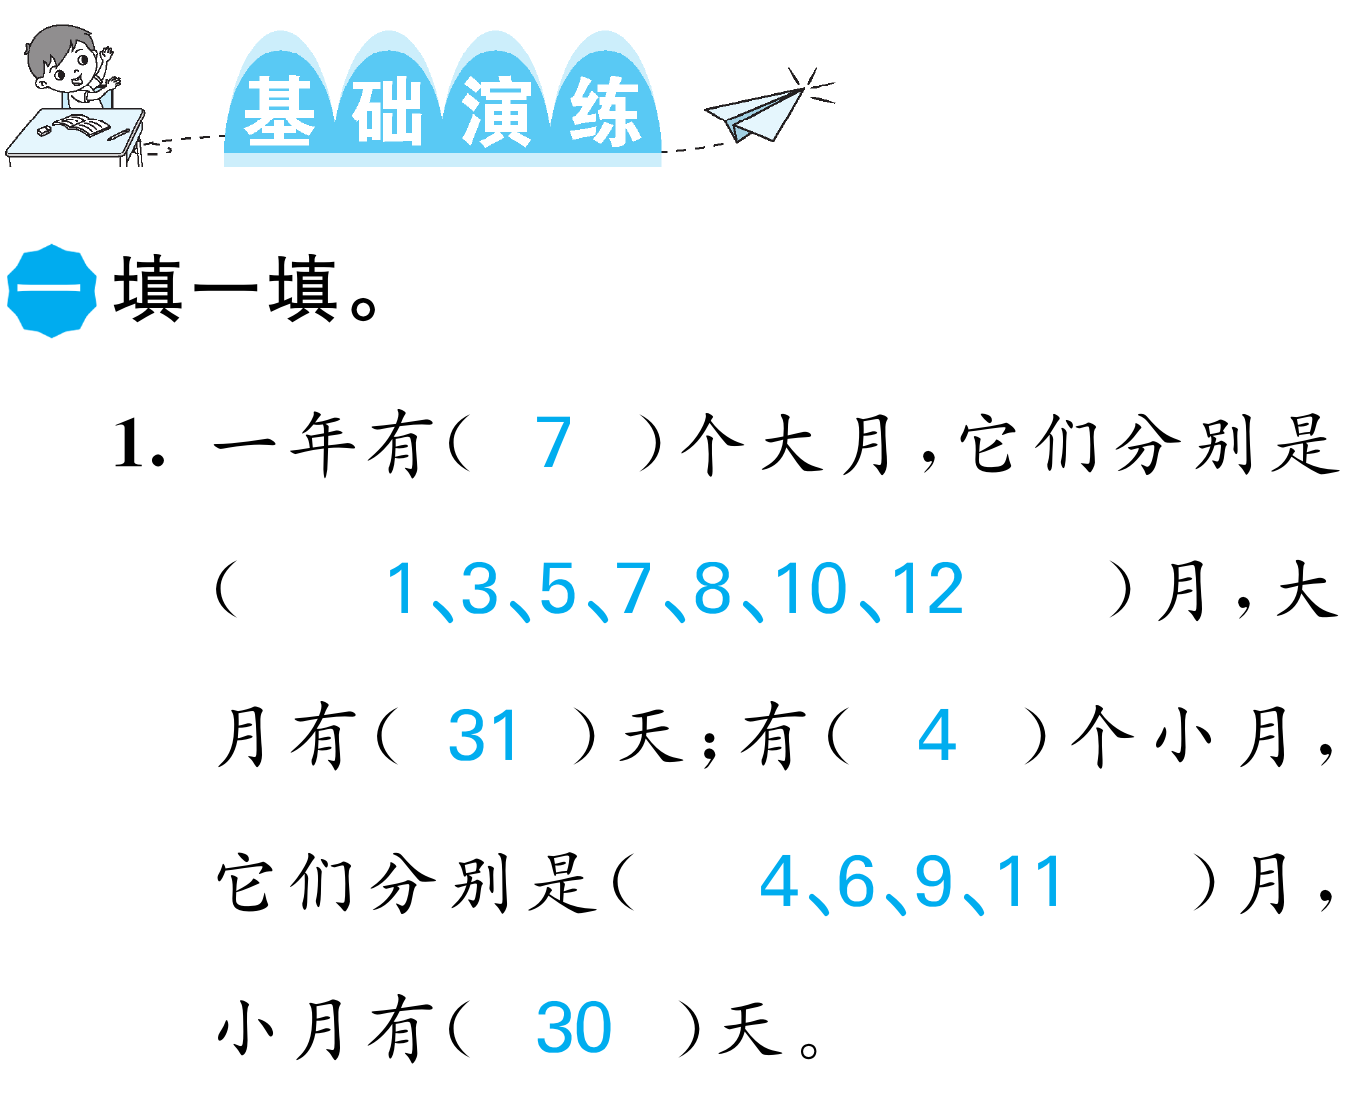 基础演练
一 填一填。
1. 一年有( 7 )个大月,它们分别是
( 1、3、5、7、8、10、12 )月,大
月有( 31 )天;有( 4 )个小月,
它们分别是( 4、6、9、11 )月,
小月有( 30 )天。